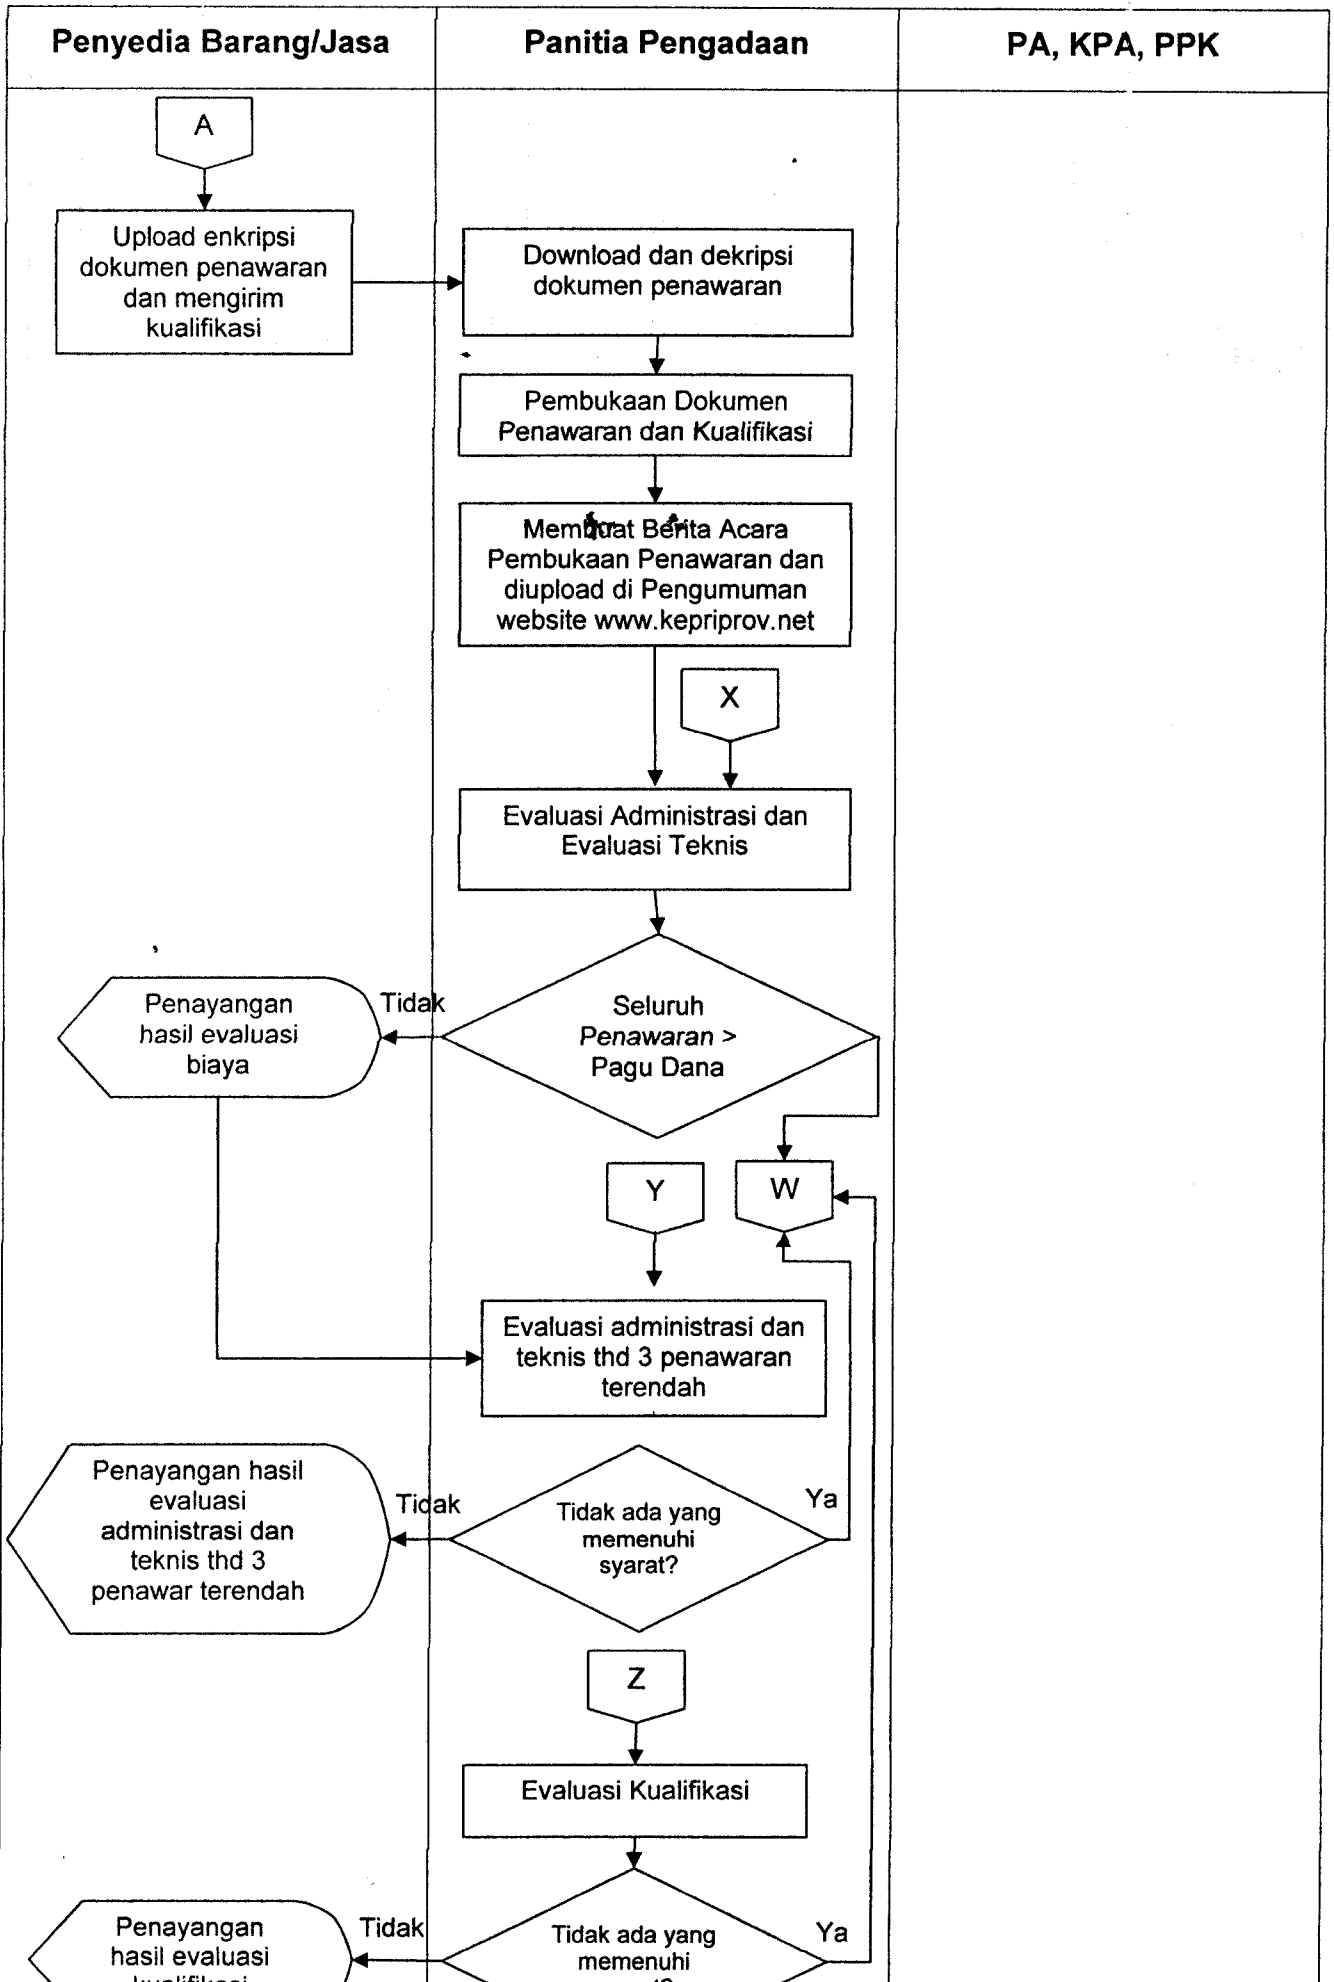 Penyedia Barang/Jasa
Panitia Pengadaan
PA, KPA, PPK
A
Upload enkripsi
dokumen penawaran
dan mengirim
kualifikasi
Download dan dekripsi
dokumen penawaran
Pembukaan Dokumen
Penawaran dan Kualifikasi
Membuat Berita Acara
Pembukaan Penawaran dan
diupload di Pengumuman
website www.kepriprov.net
X
Evaluasi Administrasi dan
Evaluasi Teknis
Seluruh
Penawaran >
Pagu Dana
Tidak
Penayangan
hasil evaluasi
biaya
Y
W
Evaluasi administrasi dan
teknis thd 3 penawaran
terendah
Tidak ada yang
memenuhi
syarat?
Ya
Tidak
Penayangan hasil
evaluasi
administrasi dan
teknis thd 3
penawar terendah
Z
Evaluasi Kualifikasi
Tidak ada yang
memenuhi
Ya
Tidak
Penayangan
hasil evaluasi
kualifikasi